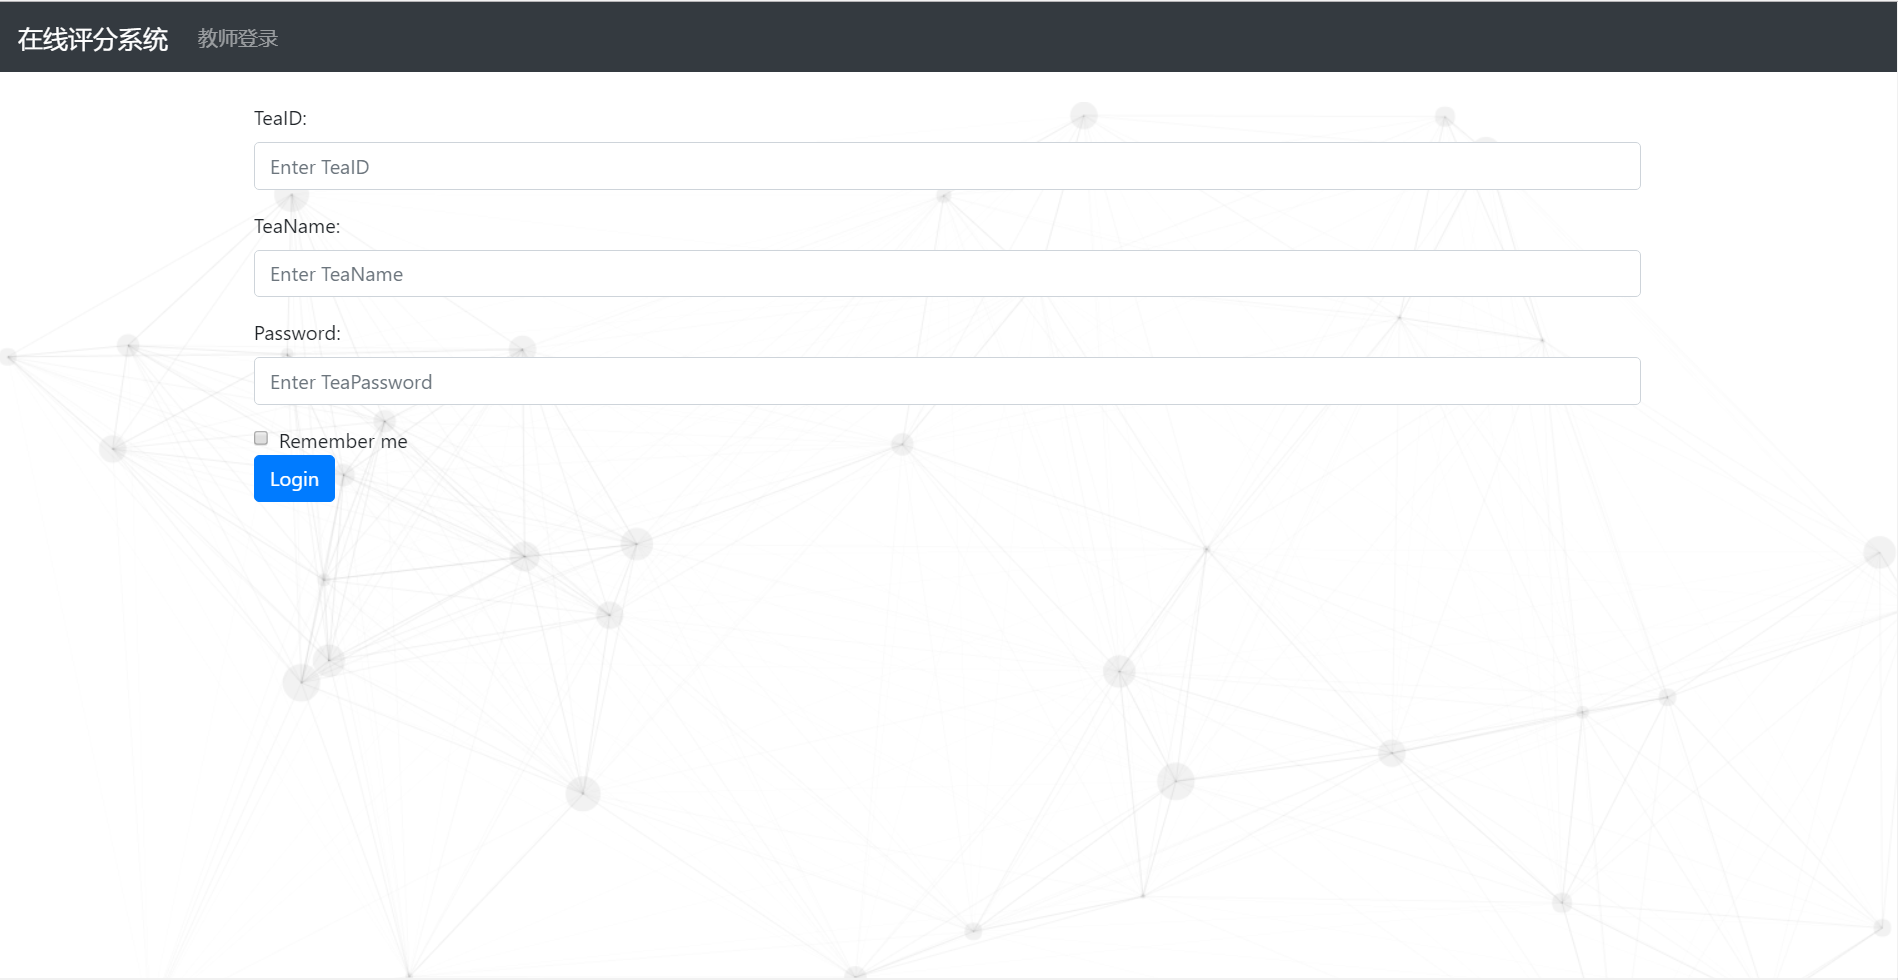 在线评分系统 教师登录
TeaID:
Enter TeaID
TeaName:
Enter TeaName
Password:
Enter TeaPassword
Remember me
Login